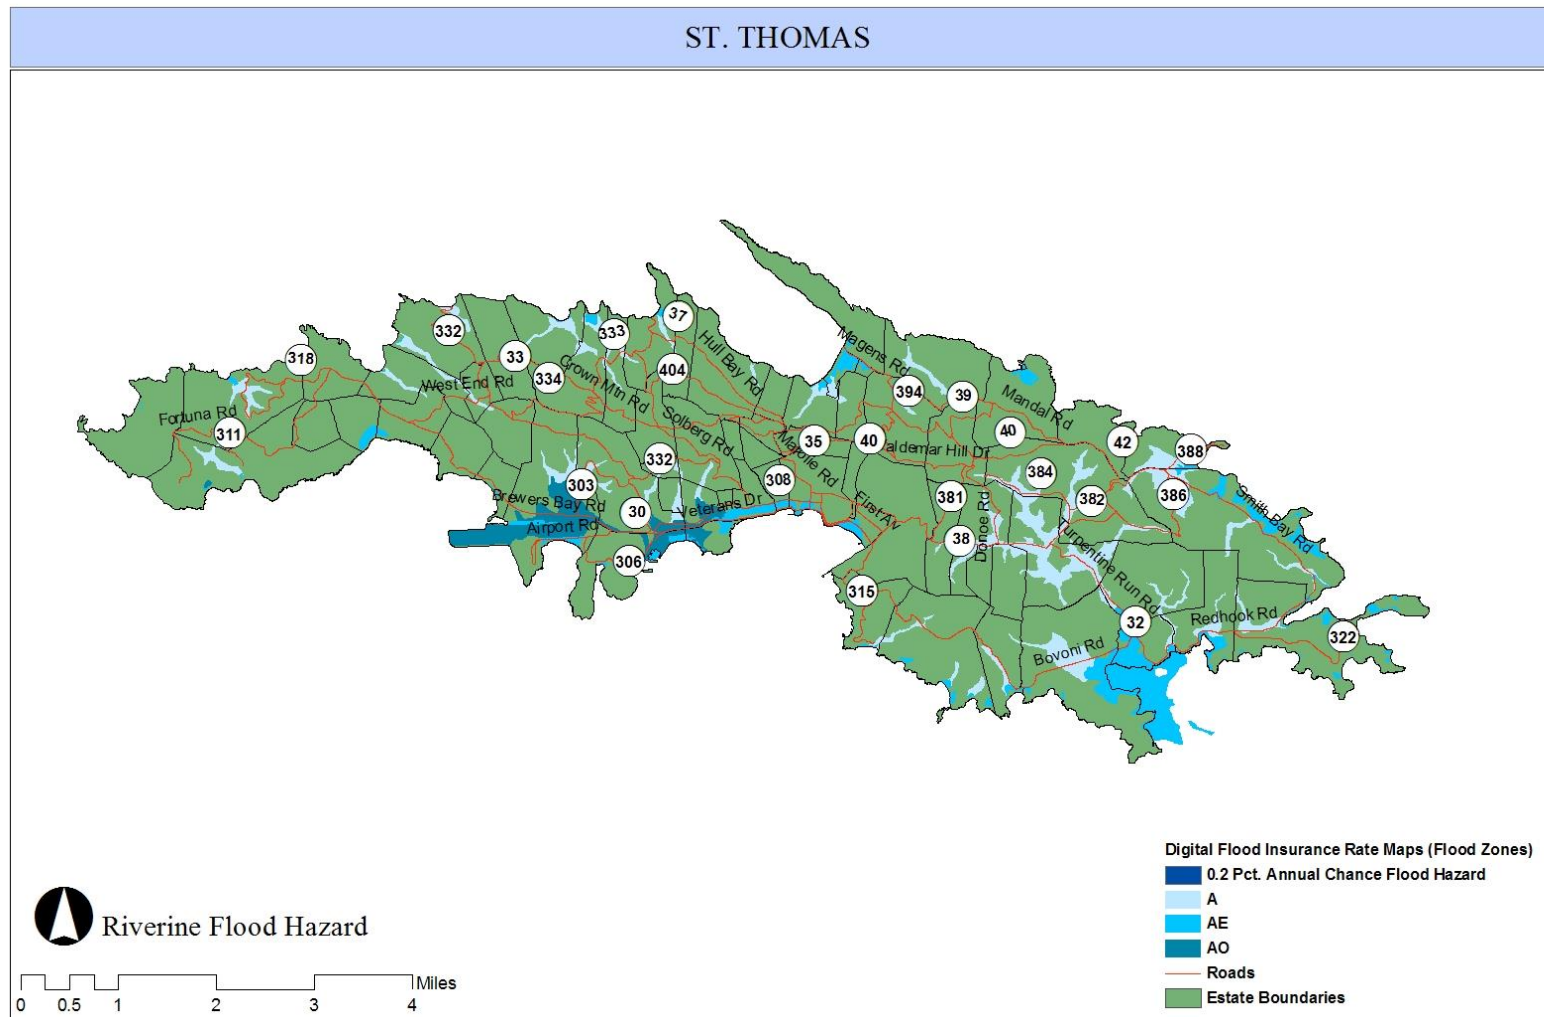 ST. THOMAS
37
332
333
318
33
Hull Bay Rd
Magens Rd
404
334
Crown Mtn Rd
West End Rd
394
39
Mandal Rd
Fortuna Rd
311
Solberg Rd
35
40
40
42
aldemar Hill Dr
388
332
Mafolie Rd
308
384
303
386
381
382
Brewers Bay Rd
30
Veterans Dr
First Av
Smith Bay Rd
Airport Rd
Donoe Rd
38
Turpentine Run Rd
306
315
32
Redhook Rd
322
Bovoni Rd
Digital Flood Insurance Rate Maps (Flood Zones)
0.2 Pct. Annual Chance Flood Hazard
A
AE
AO
Roads
Estate Boundaries
Riverine Flood Hazard
Miles
0 0.5 1 2 3 4